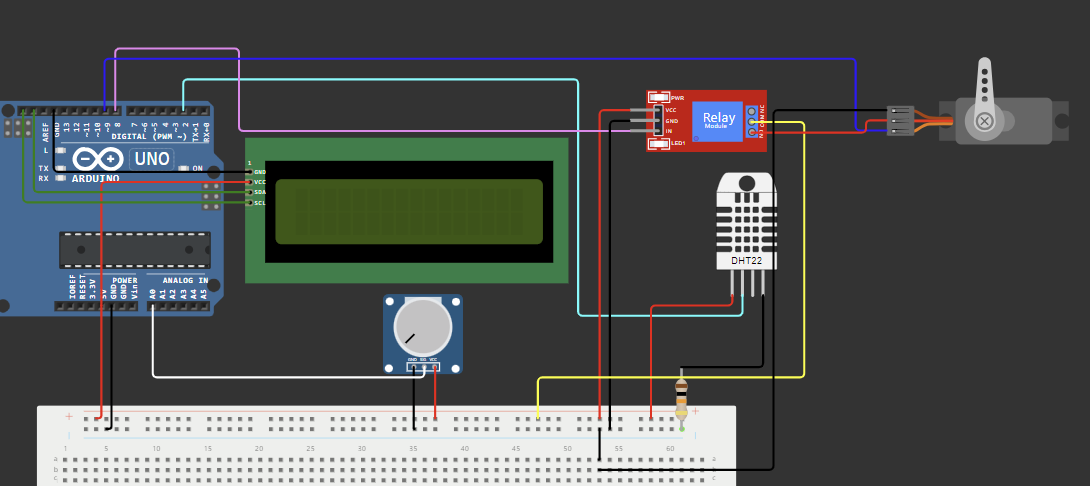 AREF
GND
13
12
~11
~10
~9
8
7
~6
~5
4
~3
2
TX→1
RX←0
DIGITAL (PWM ~)
L
TX
RX
UNO
ON
ARDUINO
IOREF
RESET
3.3V
5V
GND
GND
Vin
POWER
ANALOG IN
A0
A1
A2
A3
A4
A5
1
GND
VCC
SDA
SCL
PWR
VCC
GND
IN
LED1
Relay
Module
NC
COM
DHT22
GND SIG VCC
+ +
1 5 10 15 20 25 30 35 40 45 50 55 60
a a
b b
c c